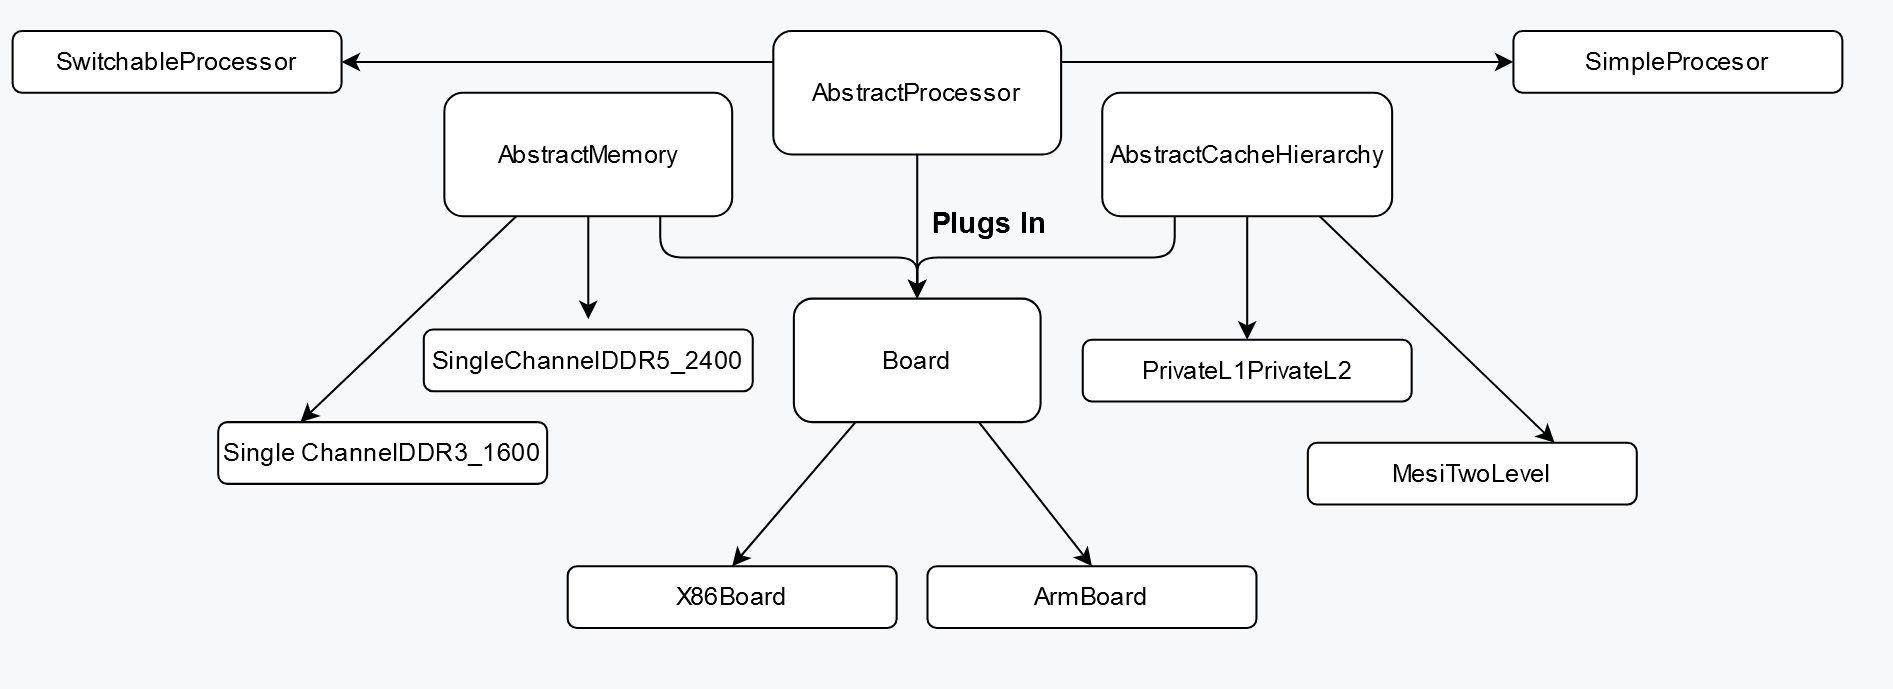 SwitchableProcessor
AbstractProcessor
SimpleProcesor
AbstractMemory
AbstractCacheHierarchy
Plugs In
SingleChannelDDR5_2400
Board
PrivateL1PrivateL2
Single ChannelDDR3_1600
MesiTwoLevel
X86Board
ArmBoard